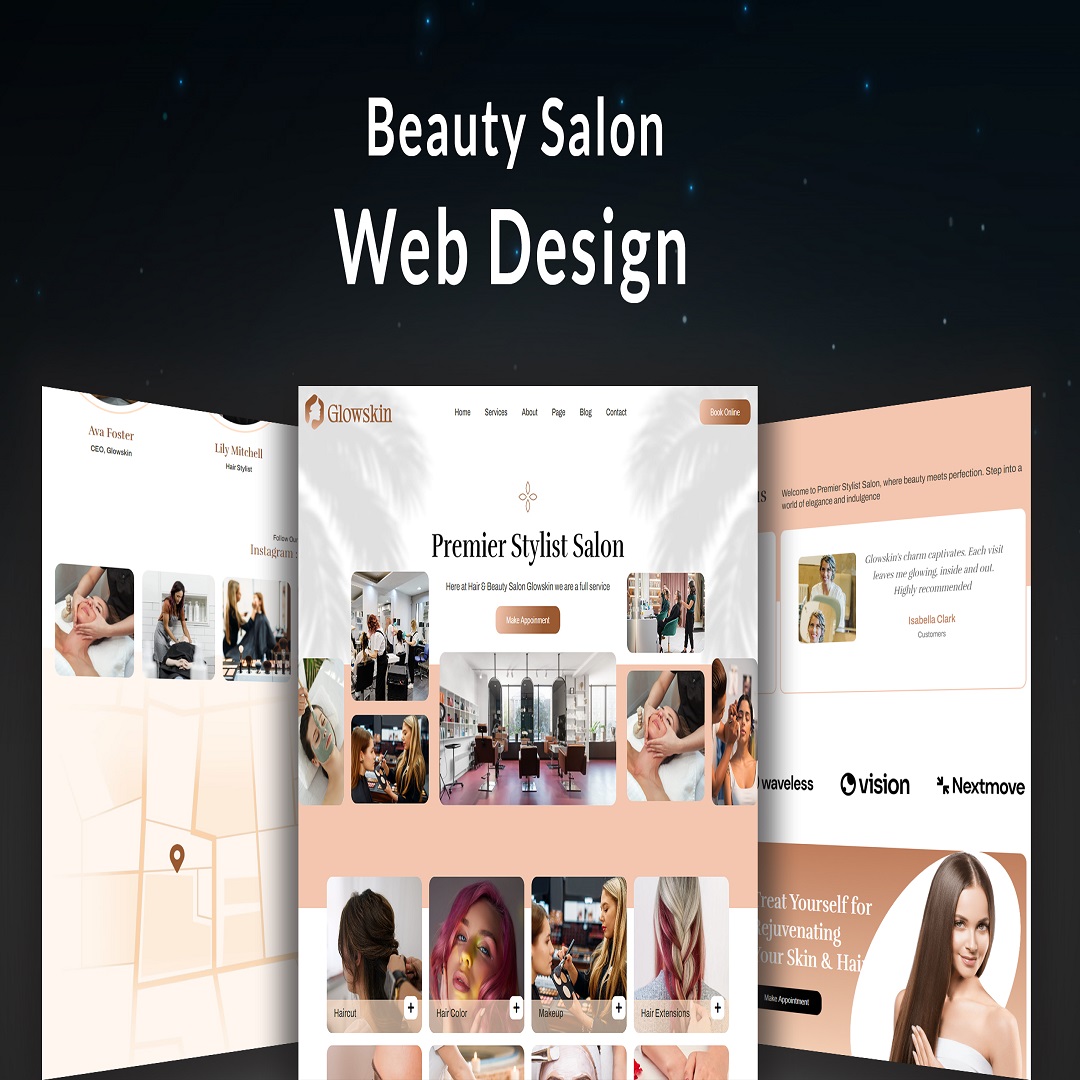 Beauty Salon
Web Design
Ava Foster
CEO, Glowskin
Lily Mitchell
Hair Stylist
Follow Our
Instagram :
Glowskin
Home Services About Page Blog Contact
Book Online
Premier Stylist Salon
Here at Hair & Beauty Salon Glowskin we are a full service
Make Appoinment
Haircut
Hair Color
Makeup
Hair Extensions
Welcome to Premier Stylist Salon, where beauty meets perfection. Step into a
world of elegance and indulgence
Glowskin's charm captivates. Each visit
leaves me glowing, inside and out.
Highly recommended
Isabella Clark
Customers
waveless
vision
Nextmove
Treat Yourself for
Rejuvenating
Your Skin & Hair
Make Appointment